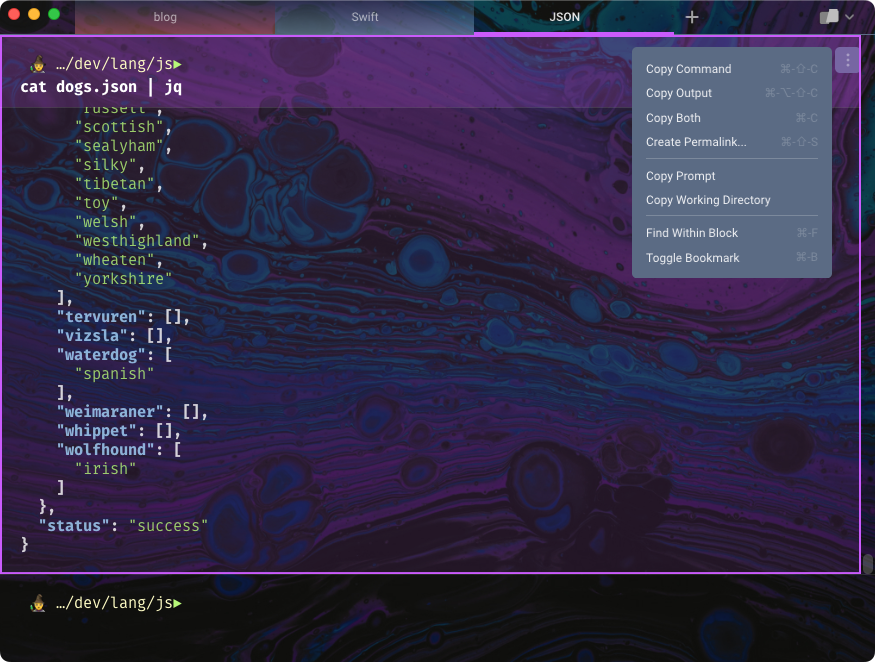 blog
Swift
JSON
…/dev/lang/js▶
cat dogs.json | jq
"russell",
"scottish",
"sealyham",
"silky",
"tibetan",
"toy",
"welsh",
"westhighland",
"wheaten",
"yorkshire"
],
"tervuren": [],
"vizsla": [],
"waterdog": [
"spanish"
],
"weimaraner": [],
"whippet": [],
"wolfhound": [
"irish"
]
},
"status": "success"
}
…/dev/lang/js▶
Copy Command ⌘-⇧-C
Copy Output ⌘-⌥-⇧-C
Copy Both ⌘-C
Create Permalink... ⌘-⇧-S
Copy Prompt
Copy Working Directory
Find Within Block ⌘-F
Toggle Bookmark ⌘-B